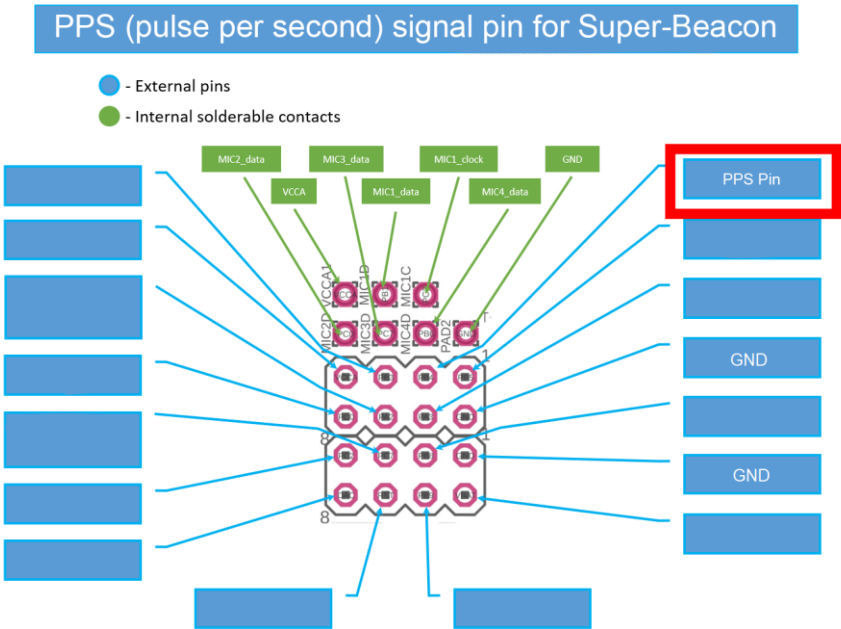 PPS (pulse per second) signal pin for Super-Beacon
- External pins
- Internal solderable contacts
MIC2_data
MIC3_data
MIC1_clock
GND
VCCA
MIC1_data
MIC4_data
PPS Pin
VCCA1
MIC1D
MIC1C
MIC2D
MIC3D
MIC4D
PAD2
T
1
GND
8
1
GND
8